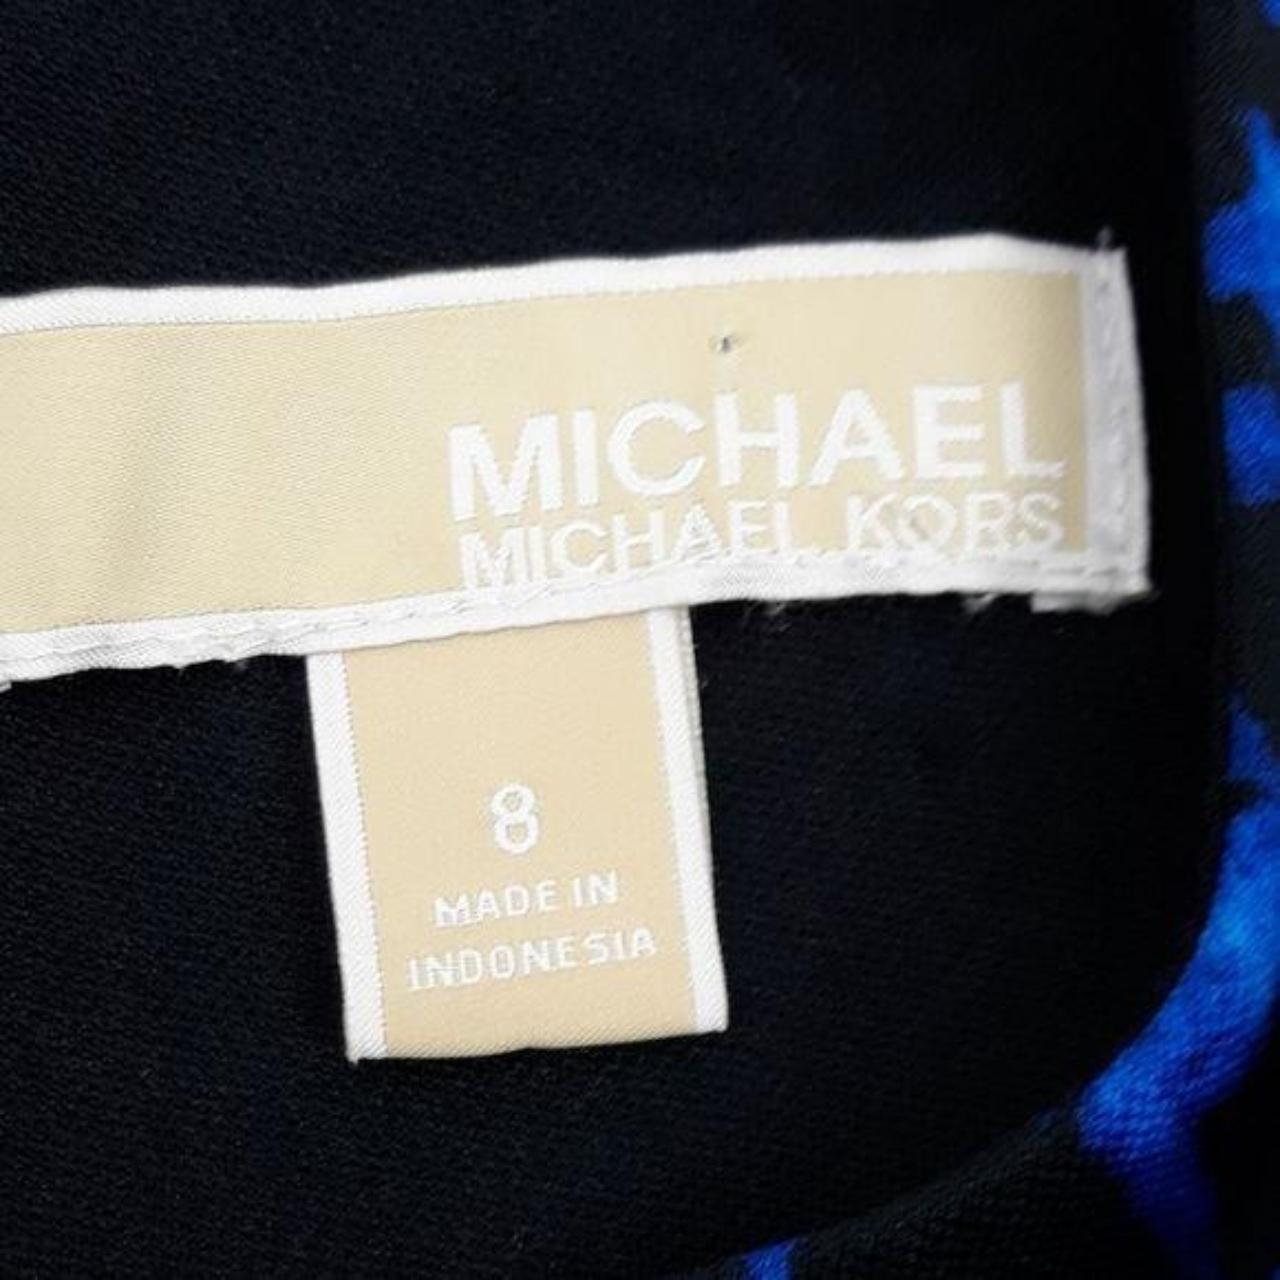 MICHAEL
MICHAEL KORS
8
MADE IN
INDONESIA